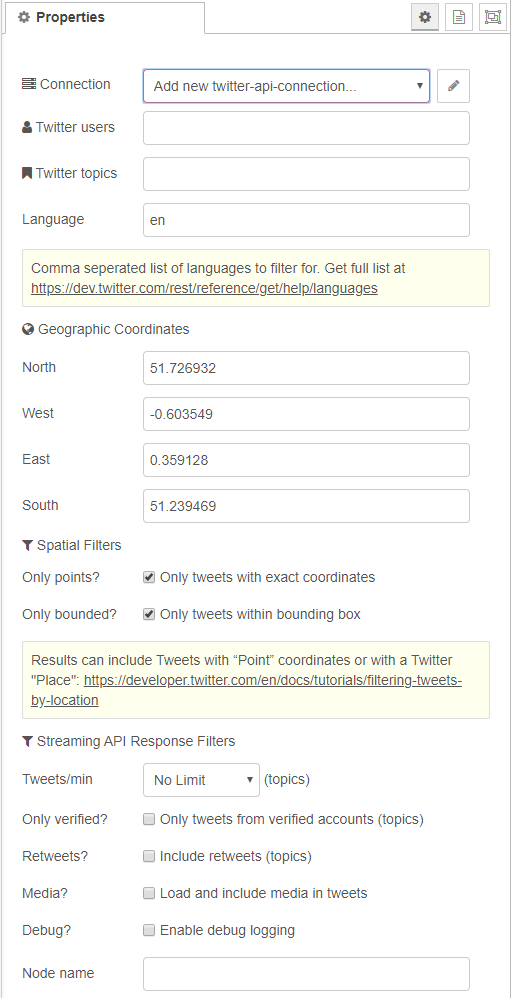 Properties
Connection Add new twitter-api-connection...
Twitter users
Twitter topics
Language en
Comma seperated list of languages to filter for. Get full list at
https://dev.twitter.com/rest/reference/get/help/languages
Geographic Coordinates
North 51.726932
West -0.603549
East 0.359128
South 51.239469
Spatial Filters
Only points? Only tweets with exact coordinates
Only bounded? Only tweets within bounding box
Results can include Tweets with “Point” coordinates or with a Twitter
"Place": https://developer.twitter.com/en/docs/tutorials/filtering-tweets-
by-location
Streaming API Response Filters
Tweets/min No Limit (topics)
Only verified? Only tweets from verified accounts (topics)
Retweets? Include retweets (topics)
Media? Load and include media in tweets
Debug? Enable debug logging
Node name